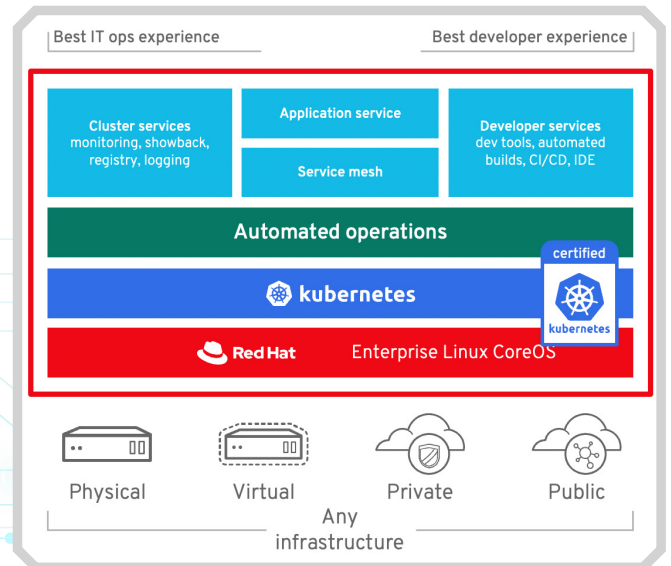 Best IT ops experience
Best developer experience
Cluster services
monitoring, showback,
registry, logging
Application service
Service mesh
Developer services
dev tools, automated
builds, CI/CD, IDE
Automated operations
certified
kubernetes
kubernetes
Red Hat
Enterprise Linux CoreOS
Physical
Virtual
Private
Public
Any
infrastructure